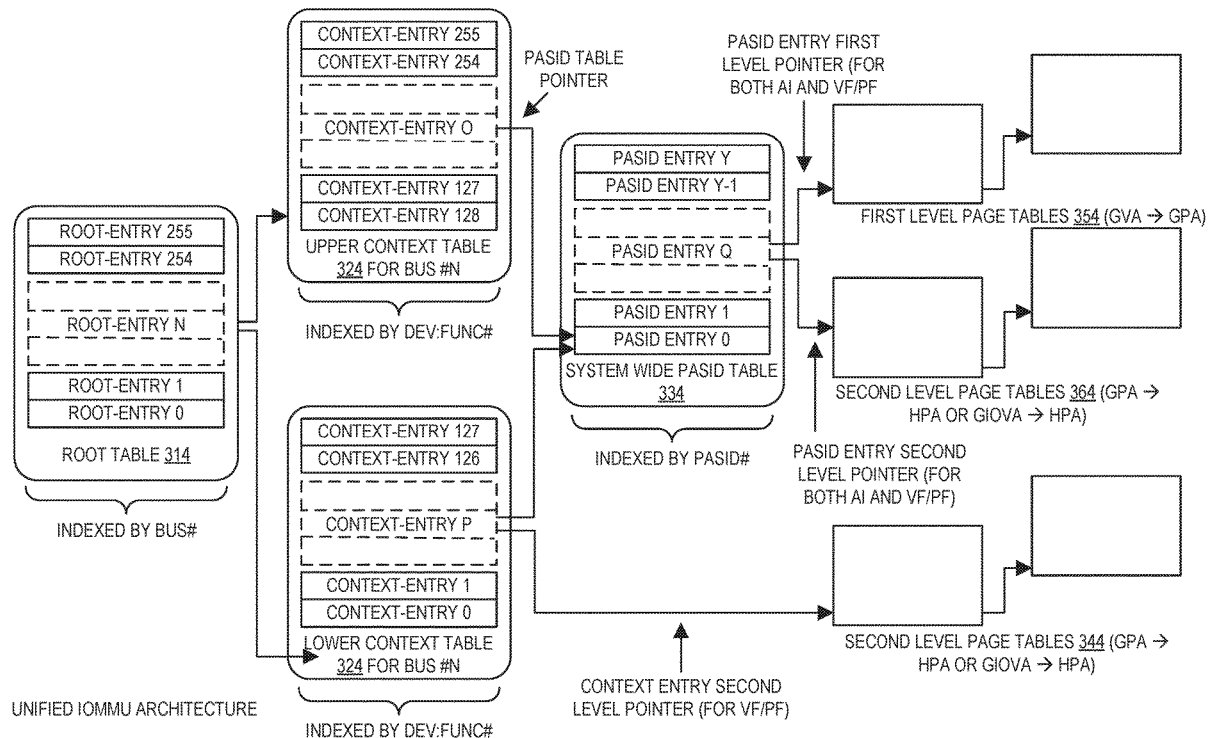 CONTEXT-ENTRY 255
CONTEXT-ENTRY 254
CONTEXT-ENTRY O
CONTEXT-ENTRY 127
CONTEXT-ENTRY 128
UPPER CONTEXT TABLE
324 FOR BUS #N
INDEXED BY DEV:FUNC#
PASID TABLE
POINTER
PASID ENTRY FIRST
LEVEL POINTER (FOR
BOTH AI AND VF/PF
ROOT-ENTRY 255
ROOT-ENTRY 254
ROOT-ENTRY N
ROOT-ENTRY 1
ROOT-ENTRY 0
ROOT TABLE 314
INDEXED BY BUS#
PASID ENTRY Y
PASID ENTRY Y-1
PASID ENTRY Q
PASID ENTRY 1
PASID ENTRY 0
SYSTEM WIDE PASID TABLE
334
INDEXED BY PASID#
FIRST LEVEL PAGE TABLES 354 (GVA → GPA)
SECOND LEVEL PAGE TABLES 364 (GPA →
HPA OR GIOVA → HPA)
PASID ENTRY SECOND
LEVEL POINTER (FOR
BOTH AI AND VF/PF)
CONTEXT-ENTRY 127
CONTEXT-ENTRY 126
CONTEXT-ENTRY P
CONTEXT-ENTRY 1
CONTEXT-ENTRY 0
LOWER CONTEXT TABLE
324 FOR BUS #N
INDEXED BY DEV:FUNC#
SECOND LEVEL PAGE TABLES 344 (GPA →
HPA OR GIOVA → HPA)
CONTEXT ENTRY SECOND
LEVEL POINTER (FOR VF/PF)
UNIFIED IOMMU ARCHITECTURE